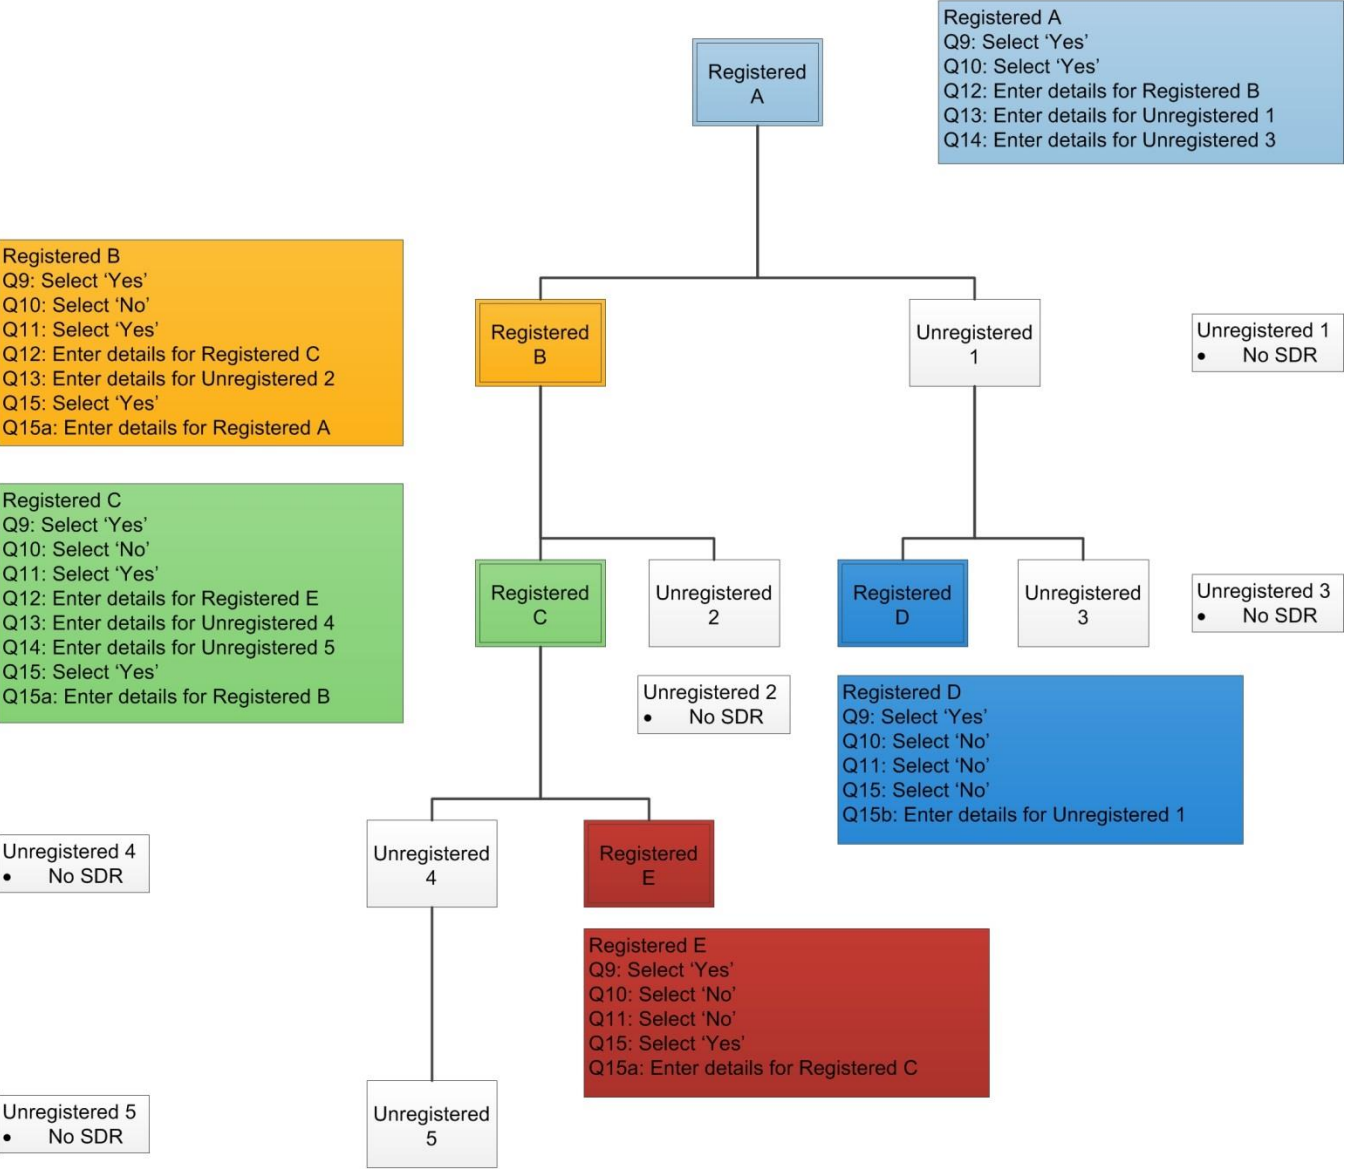 Registered A
Q9: Select ‘Yes’
Q10: Select ‘Yes’
Q12: Enter details for Registered B
Q13: Enter details for Unregistered 1
Q14: Enter details for Unregistered 3
Registered
A
Registered B
Q9: Select ‘Yes’
Q10: Select ‘No’
Q11: Select ‘Yes’
Q12: Enter details for Registered C
Q13: Enter details for Unregistered 2
Q15: Select ‘Yes’
Q15a: Enter details for Registered A
Registered
B
Unregistered
1
Unregistered 1
• No SDR
Registered C
Q9: Select ‘Yes’
Q10: Select ‘No’
Q11: Select ‘Yes’
Q12: Enter details for Registered E
Q13: Enter details for Unregistered 4
Q14: Enter details for Unregistered 5
Q15: Select ‘Yes’
Q15a: Enter details for Registered B
Registered
C
Unregistered
2
Registered
D
Unregistered
3
Unregistered 3
• No SDR
Unregistered 2
• No SDR
Registered D
Q9: Select ‘Yes’
Q10: Select ‘No’
Q11: Select ‘No’
Q15: Select ‘No’
Q15b: Enter details for Unregistered 1
Unregistered 4
• No SDR
Unregistered
4
Registered
E
Registered E
Q9: Select ‘Yes’
Q10: Select ‘No’
Q11: Select ‘No’
Q15: Select ‘Yes’
Q15a: Enter details for Registered C
Unregistered 5
• No SDR
Unregistered
5